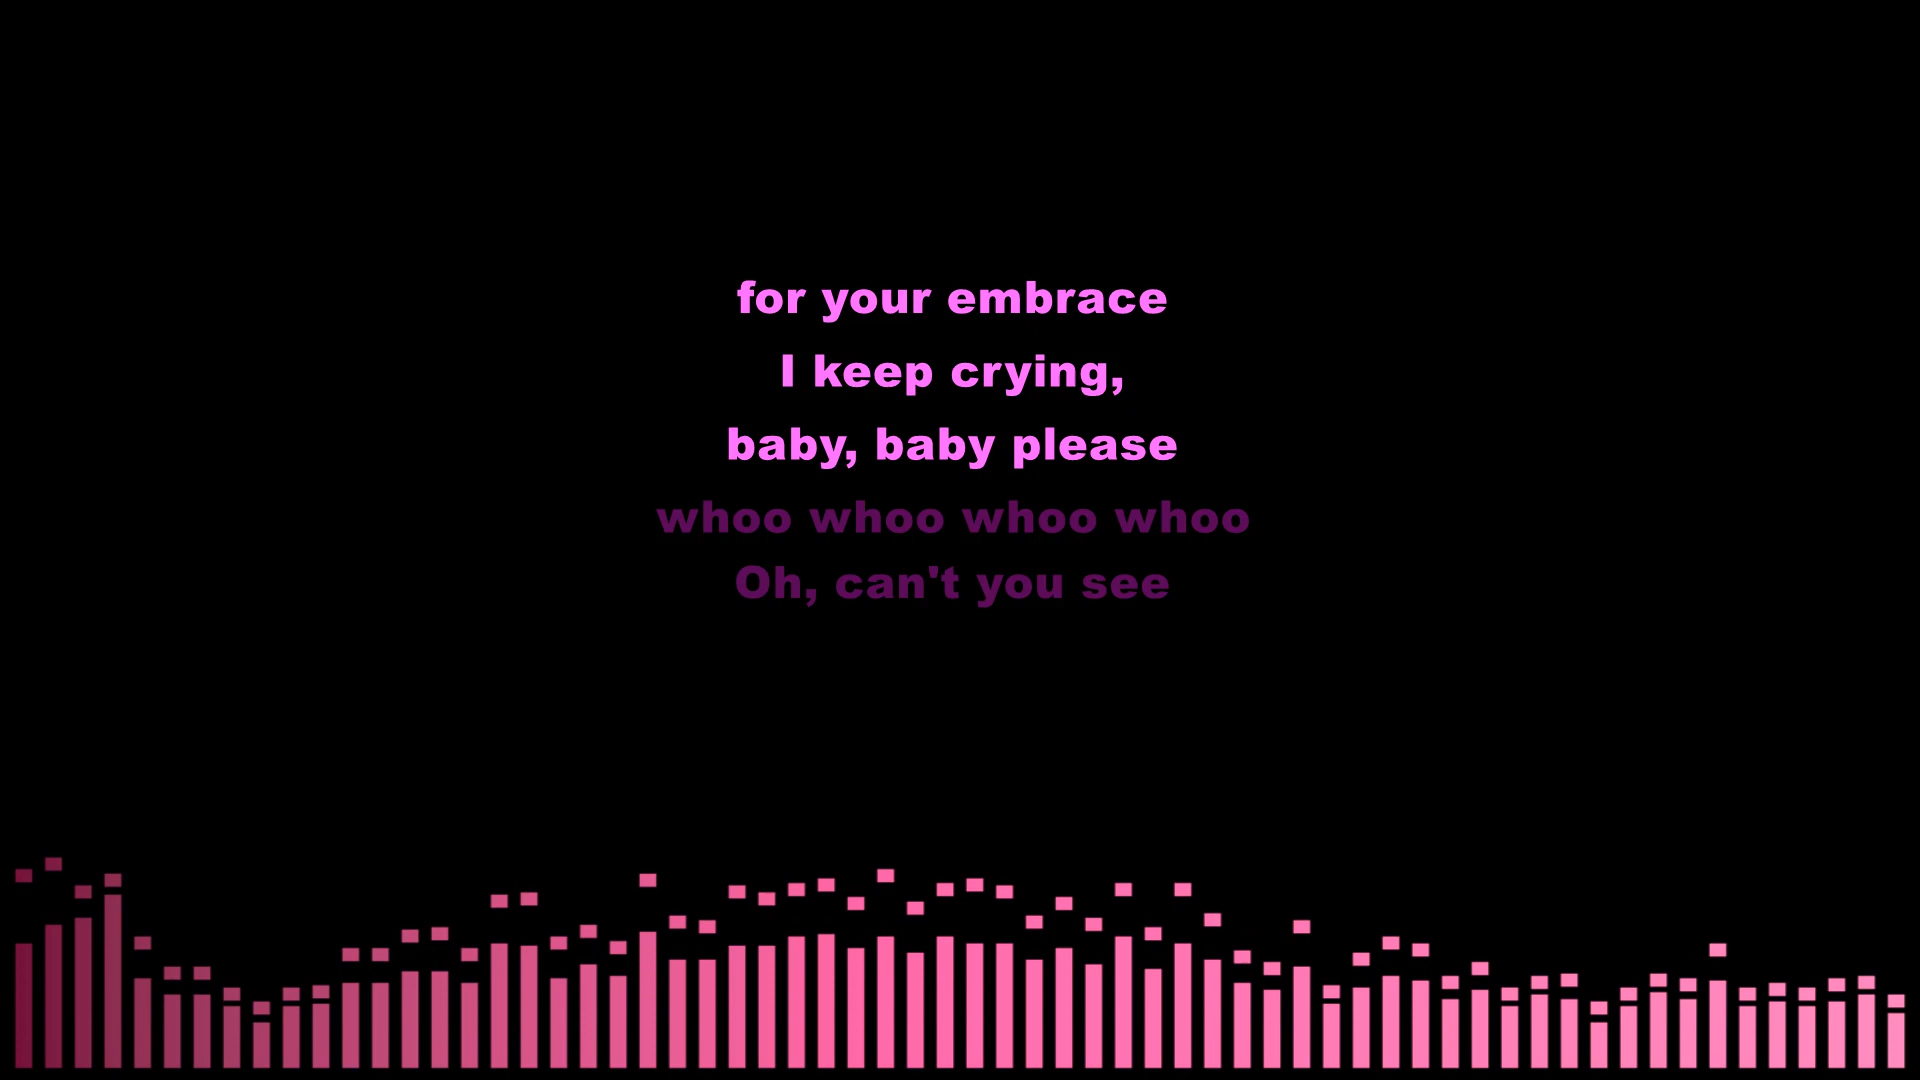 for your embrace
I keep crying,
baby, baby please
whoo whoo whoo whoo
Oh, can't you see